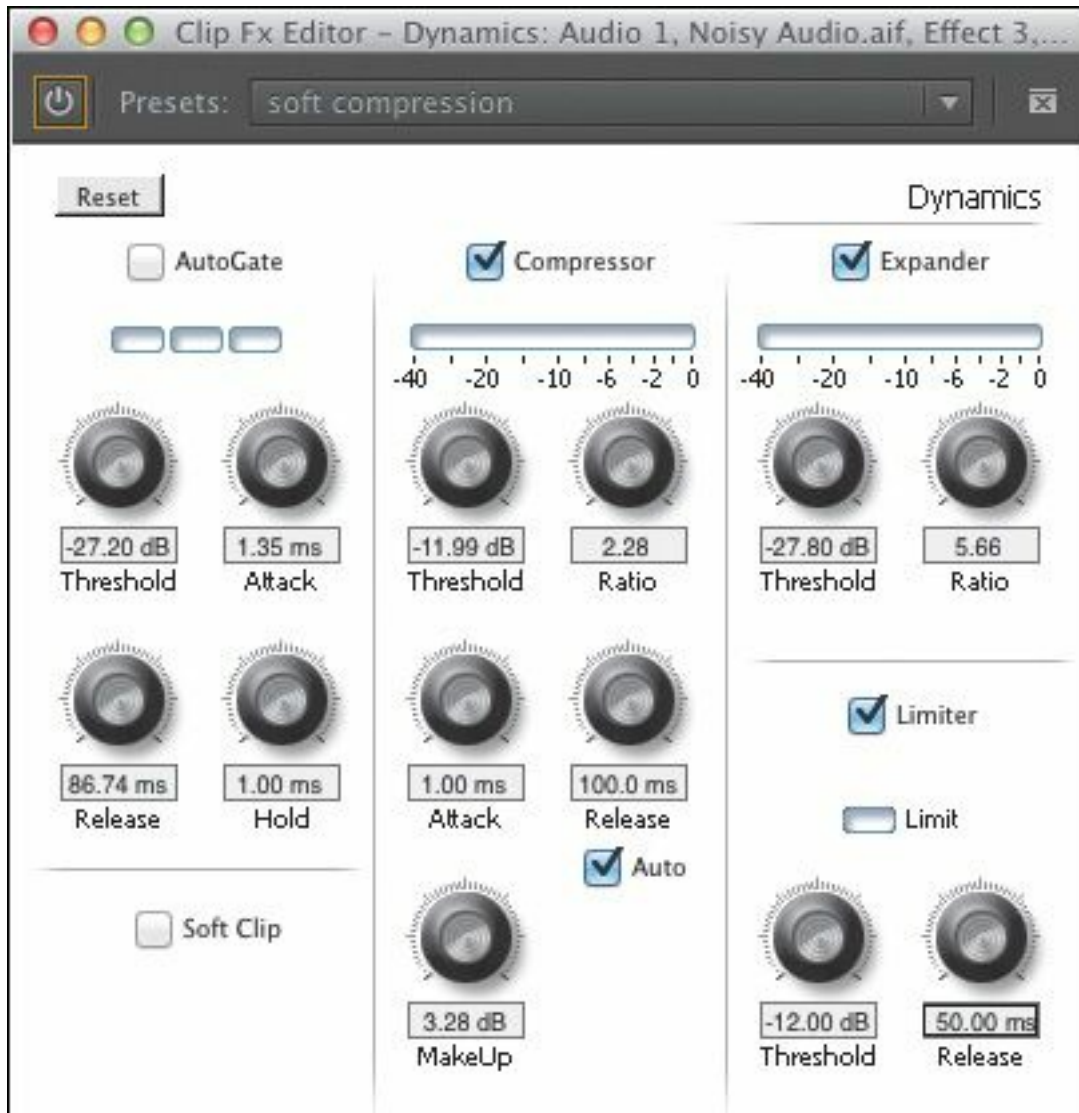 Clip Fx Editor – Dynamics: Audio 1, Noisy Audio.aif, Effect 3,...
Presets: soft compression
Reset
Dynamics
AutoGate Compressor Expander
-40 -20 -10 -6 -2 0 -40 -20 -10 -6 -2 0
-27.20 dB 1.35 ms -11.99 dB 2.28 -27.80 dB 5.66
Threshold Attack Threshold Ratio Threshold Ratio
Limiter
86.74 ms 1.00 ms 1.00 ms 100.0 ms
Release Hold Attack Release Limit
Auto
Soft Clip
3.28 dB -12.00 dB 50.00 ms
MakeUp Threshold Release